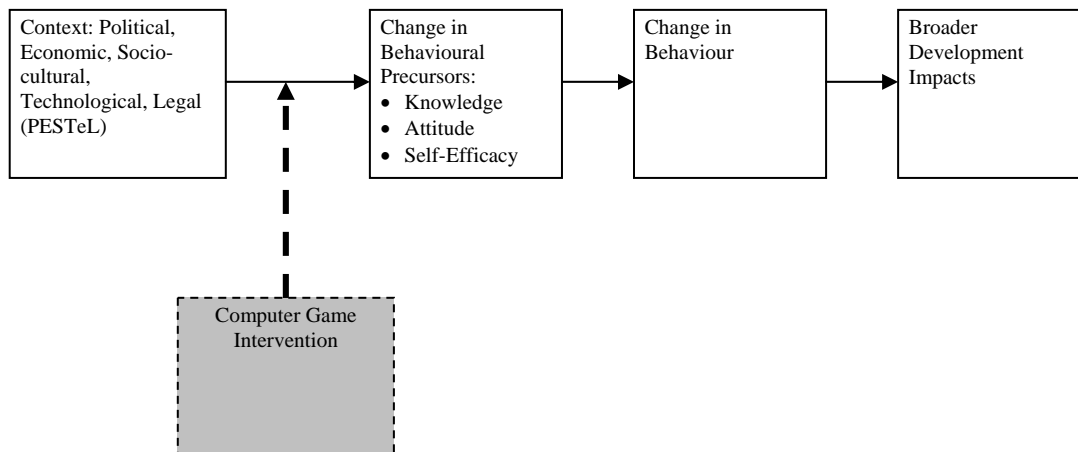 Context: Political,
Economic, Socio-
cultural,
Technological, Legal
(PESTeL)
Change in
Behavioural
Precursors:
• Knowledge
• Attitude
• Self-Efficacy
Change in
Behaviour
Broader
Development
Impacts
Computer Game
Intervention